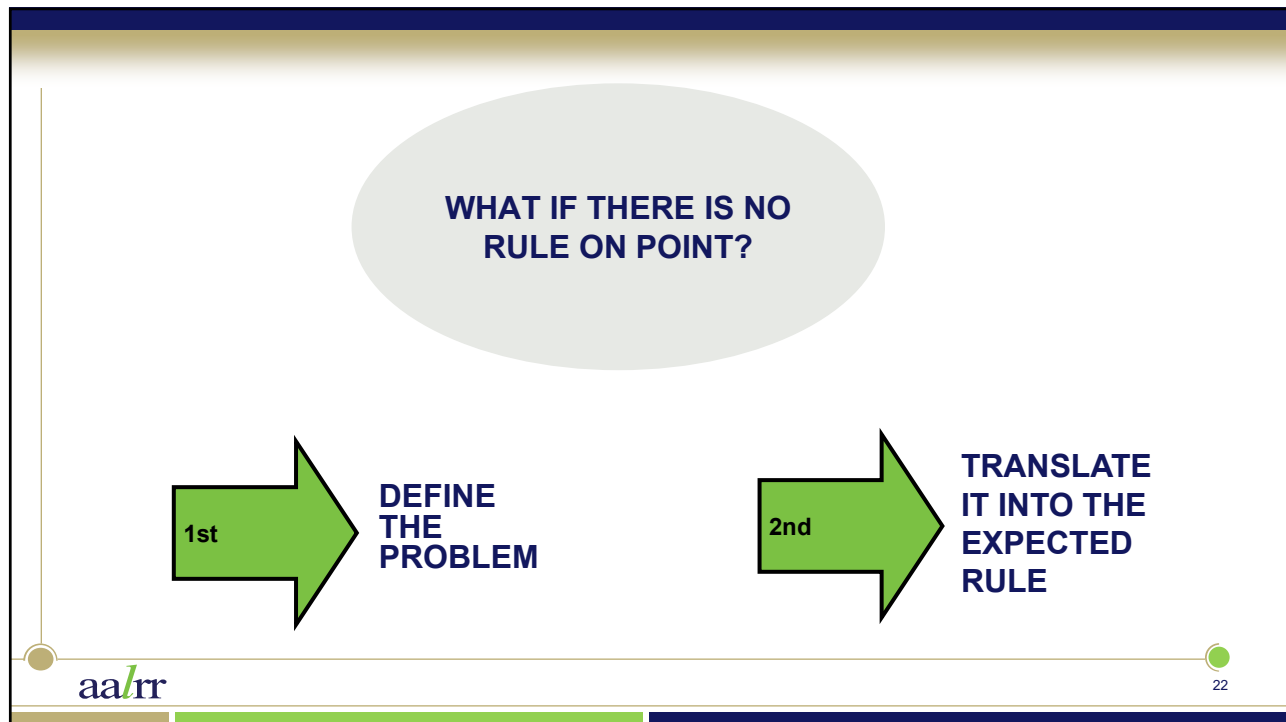 WHAT IF THERE IS NO
RULE ON POINT?
1st
DEFINE
THE
PROBLEM
2nd
TRANSLATE
IT INTO THE
EXPECTED
RULE
aalrr
22